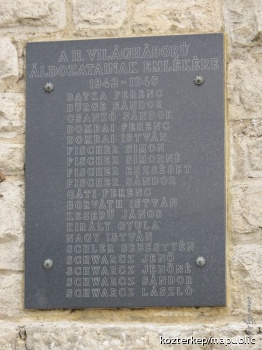 A II. VILÁGHÁBORÚ
ÁLDOZATAINAK EMLÉKÉRE
1942-1945
BATKA FERENC
BÜRGE SÁNDOR
CSANKÓ SÁNDOR
DOMBAI FERENC
DOMBAI ISTVÁN
FISCHER SIMON
FISCHER SIMONNÉ
FISCHER ERZSÉBET
FISCHER SÁNDOR
GÁTI FERENC
HORVÁTH ISTVÁN
KESERŰ JÁNOS
KIRÁLY GYULA
NAGY ISTVÁN
SCHLER SEBESTYÉN
SCHWARCZ JENŐ
SCHWARCZ JENŐNÉ
SCHWARCZ SÁNDOR
SCHWARCZ LÁSZLÓ
kozterkep/mapublic